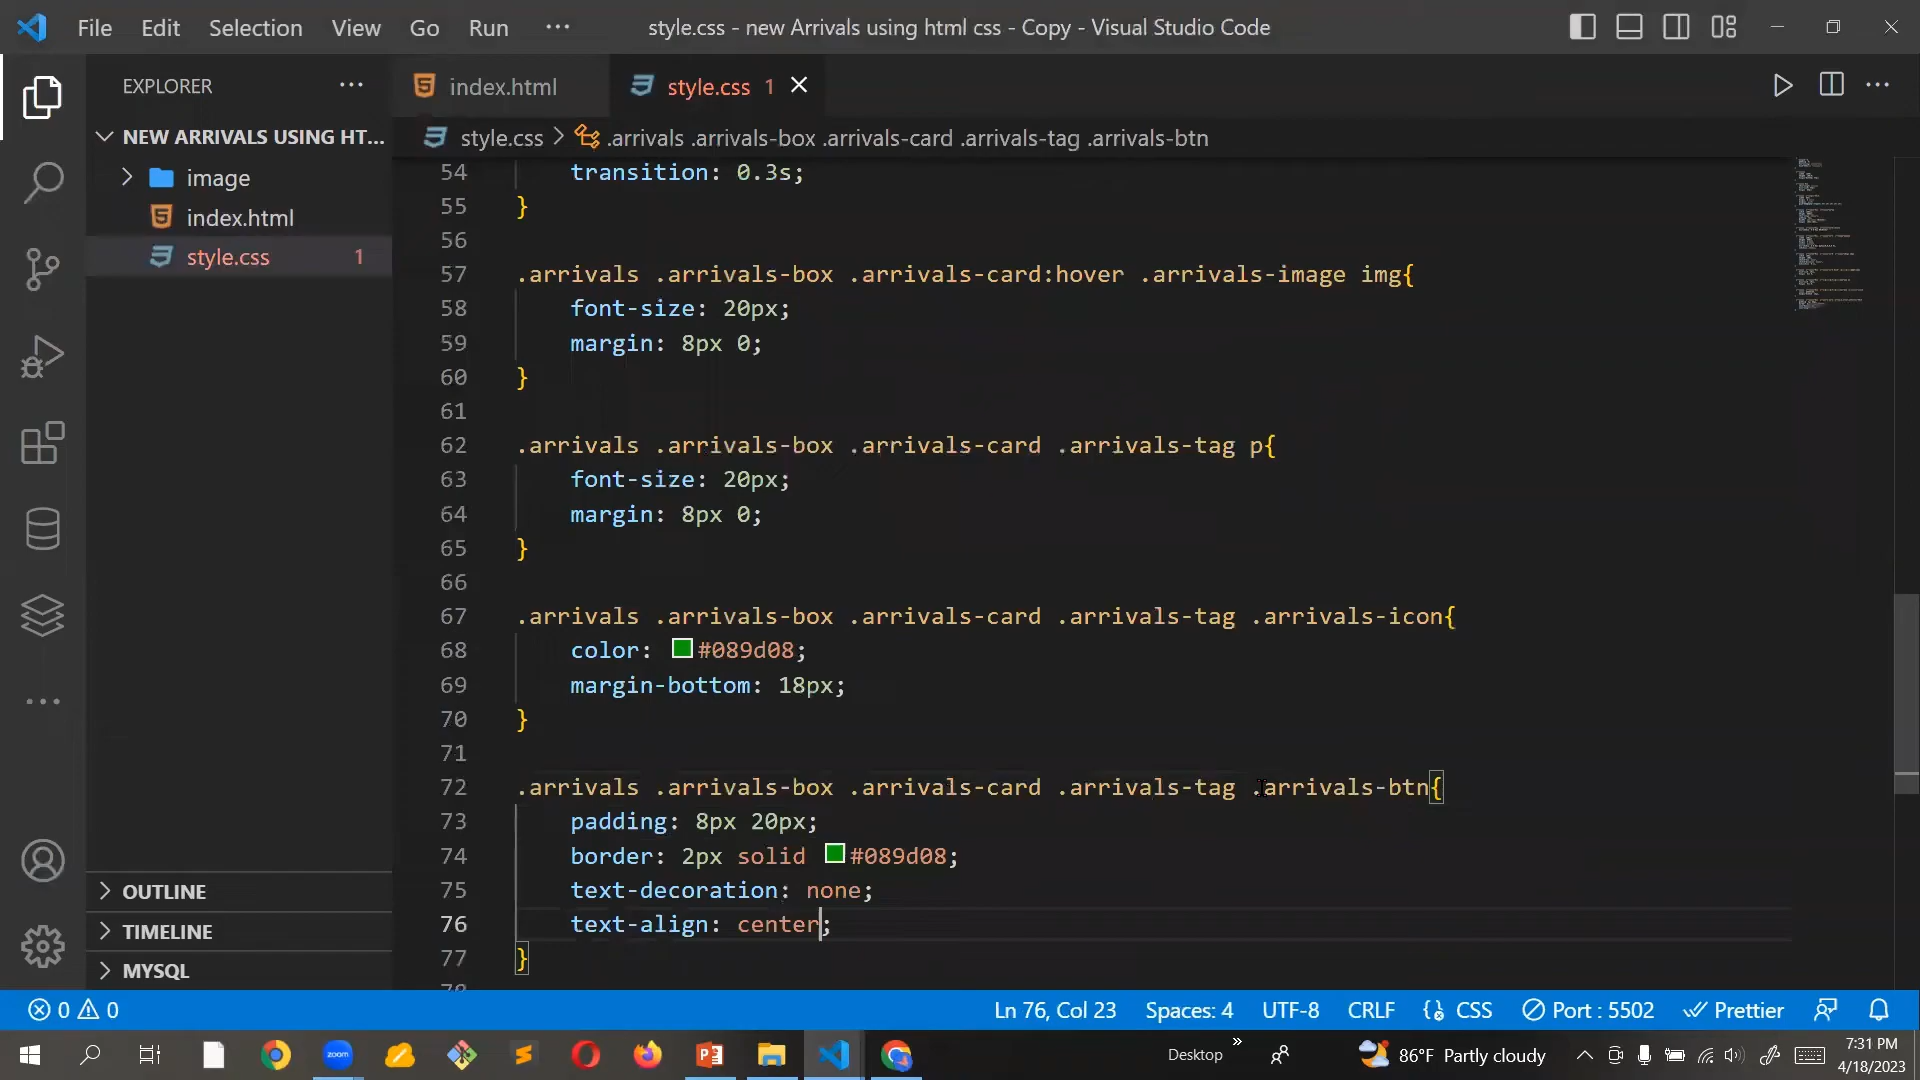 File Edit Selection View Go Run ··· style.css - new Arrivals using html css - Copy - Visual Studio Code
EXPLORER ···
index.html
style.css 1
NEW ARRIVALS USING HT...
style.css > .arrivals .arrivals-box .arrivals-card .arrivals-tag .arrivals-btn
image
index.html
style.css 1
54 transition: 0.3s;
55 }
56
57 .arrivals .arrivals-box .arrivals-card:hover .arrivals-image img{
58 font-size: 20px;
59 margin: 8px 0;
60 }
61
62 .arrivals .arrivals-box .arrivals-card .arrivals-tag p{
63 font-size: 20px;
64 margin: 8px 0;
65 }
66
67 .arrivals .arrivals-box .arrivals-card .arrivals-tag .arrivals-icon{
68 color: #089d08;
69 margin-bottom: 18px;
70 }
71
72 .arrivals .arrivals-box .arrivals-card .arrivals-tag .arrivals-btn{
73 padding: 8px 20px;
74 border: 2px solid #089d08;
75 text-decoration: none;
76 text-align: center;
77 }
OUTLINE
TIMELINE
MYSQL
0 0 Ln 76, Col 23 Spaces: 4 UTF-8 CRLF {} CSS Port : 5502 Prettier
zoom
Desktop » 86°F Partly cloudy 7:31 PM
4/18/2023